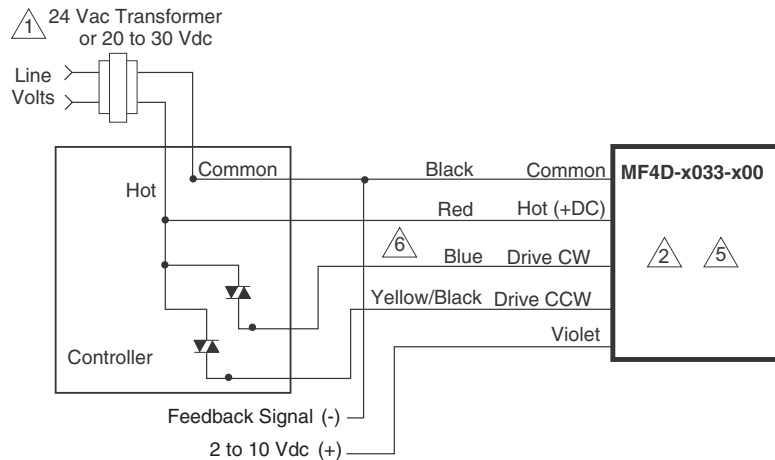 1
24 Vac Transformer
or 20 to 30 Vdc
Line
Volts
Common
Black
Common
MF4D-x033-x00
Hot
Red
Hot (+DC)
6
2
5
Blue
Drive CW
Yellow/Black
Drive CCW
Violet
Controller
Feedback Signal (-)
2 to 10 Vdc (+)